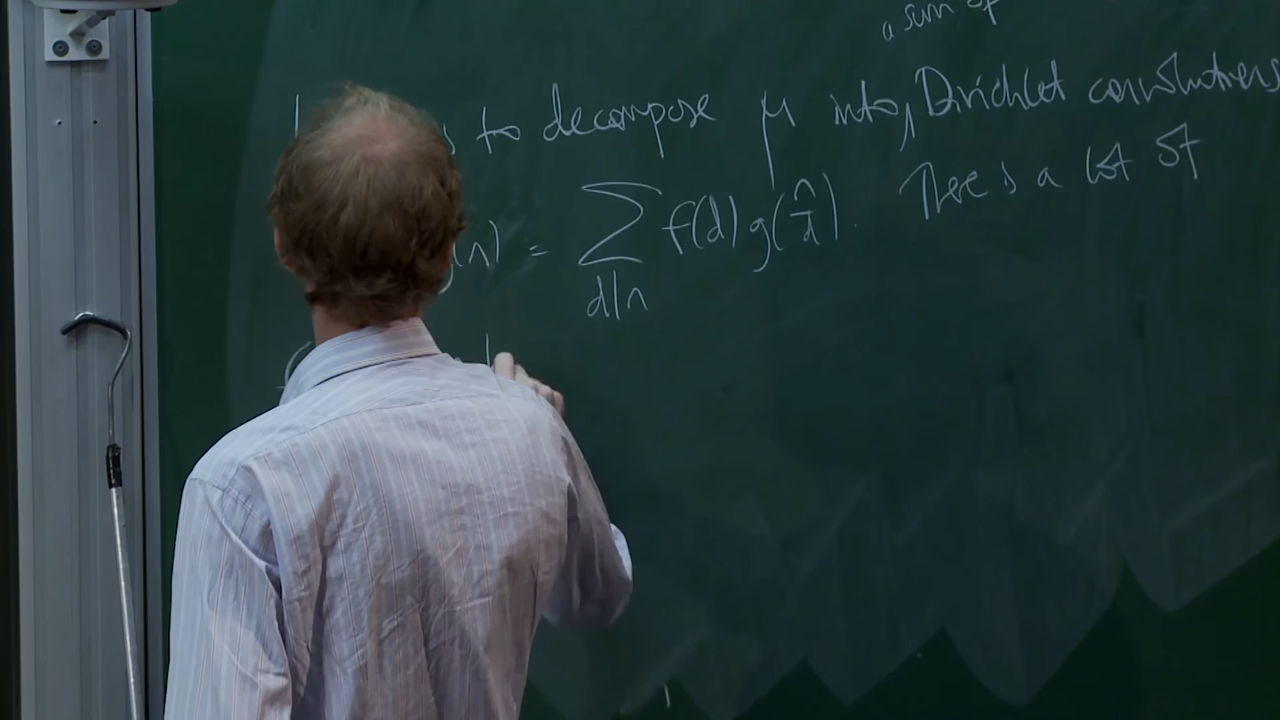 a sum of
to decompose μ into, Dirichlet convolutions
(n) = ∑ f(d) g(n/d). There is a lot of
d|n